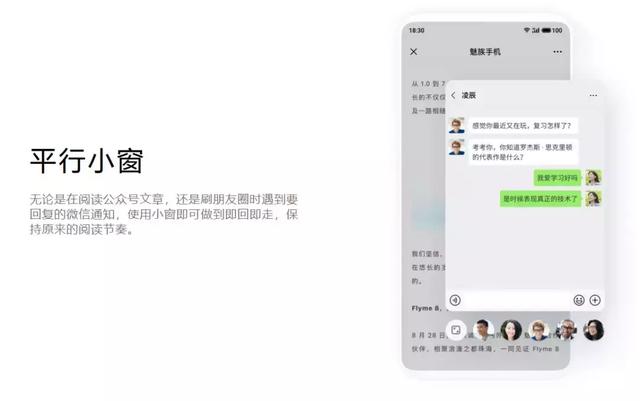 平行小窗
无论是在阅读公众号文章，还是刷朋友圈时遇到要
回复的微信通知，使用小窗即可做到即回即走，保
持原来的阅读节奏。
18:30
100
魅族手机
从 1.0 到 7
长的不仅仅
及一路相随
凌辰
感觉你最近又在玩，复习怎样了？
考考你，你知道罗杰斯 · 思克里顿
的代表作是什么？
我爱学习好吗
是时候表现真正的技术了
我们坚信，
在悠长的岁
的。
Flyme 8，
8 月 28 日，
伙伴，相聚浪漫之都珠海，一同见证 Flyme 8